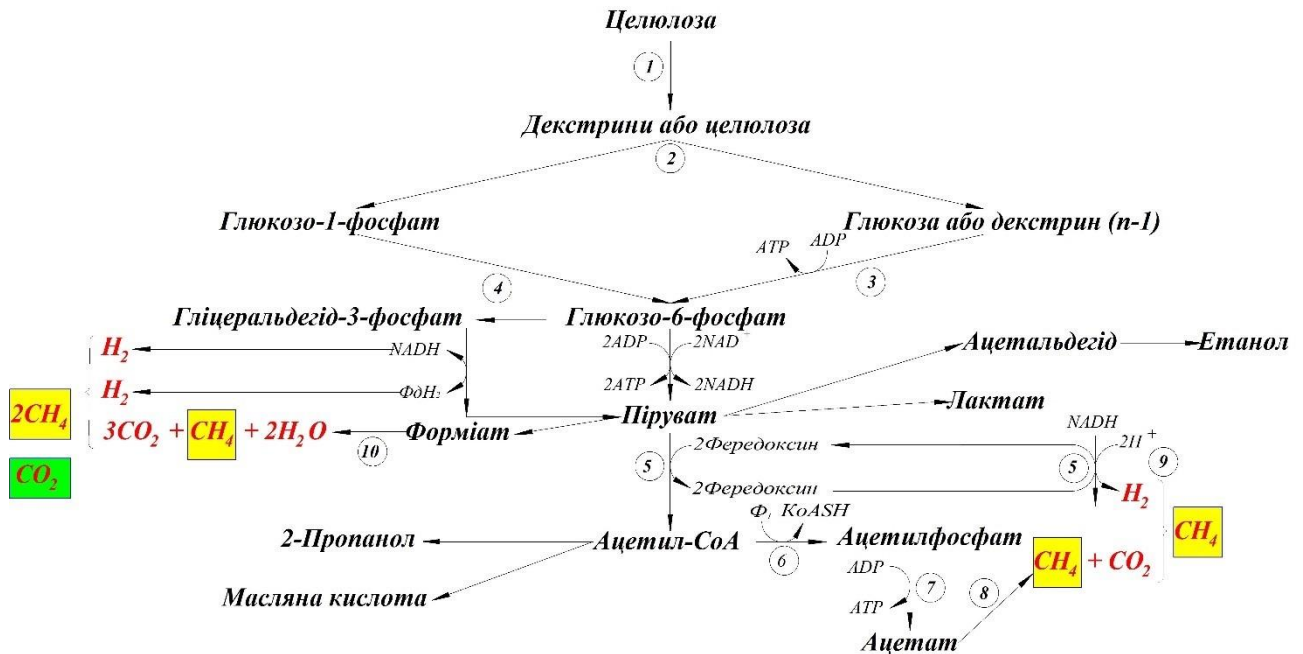 Целюлоза
1
Декстрини або целюлоза
2
Глюкозо-1-фосфат
Глюкоза або декстрин (n-1)
ATP
ADP
4
3
Гліцеральдегід-3-фосфат
Глюкозо-6-фосфат
H2
NADH
2ADP
2NAD+
Ацетальдегід
Етанол
H2
ФдН2
2ATP
2NADH
2CH4
3CO2 + CH4 + 2H2O
10
Форміат
Піруват
Лактат
NADH
CO2
5
2Фередоксин
5
2H+
9
2Фередоксин
H2
Фі
KoASH
2-Пропанол
Ацетил-СоА
6
Ацетилфосфат
CH4
CH4 + CO2
Масляна кислота
ADP
7
8
ATP
Ацетат